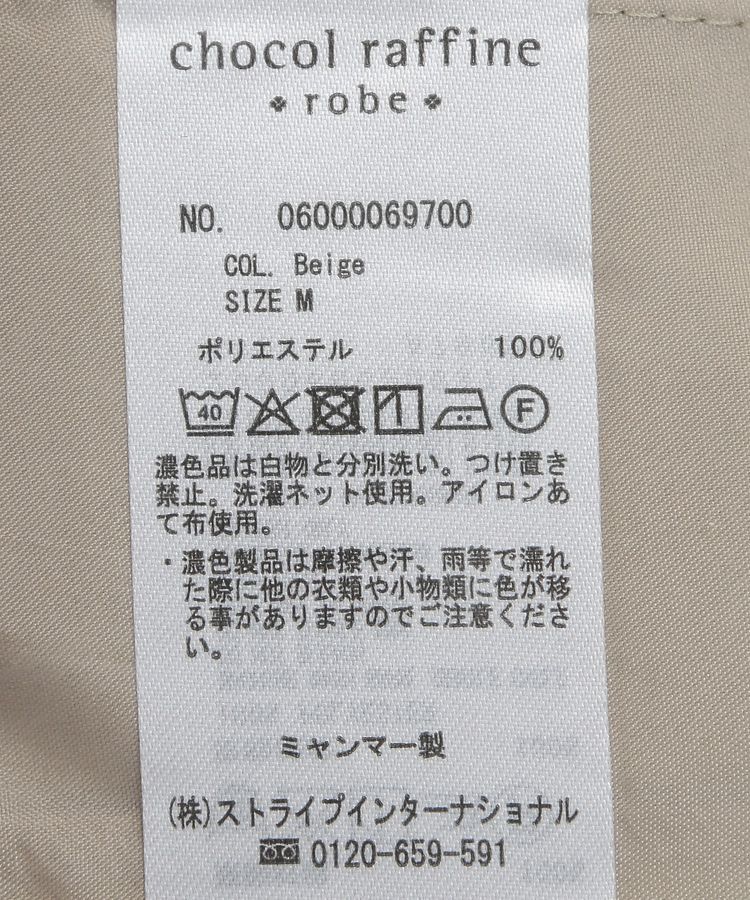 chocol raffine
robe
NO. 06000069700
COL. Beige
SIZE M
ポリエステル 100%
40 F
濃色品は白物と分別洗い。つけ置き
禁止。洗濯ネット使用。アイロンあ
て布使用。
・濃色製品は摩擦や汗、雨等で濡れ
た際に他の衣類や小物類に色が移
る事がありますのでご注意くださ
い。
ミャンマー製
(株)ストライプインターナショナル
0120-659-591